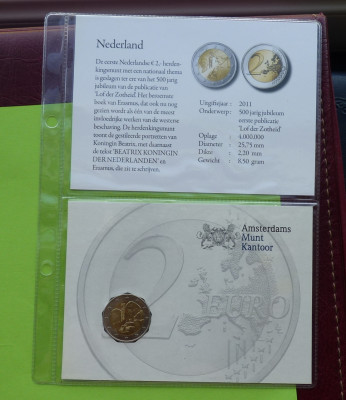 Nederland
De eerste Nederlandse € 2,- herden-
kingsmunt met een nationaal thema
is geslagen ter ere van het 500 jarig
jubileum van de publicatie van
'Lof der Zotheid'. Het beroemste
boek van Erasmus, dat ook nu nog
gezien wordt als één van de meest
invloedrijke werken van de westerse
beschaving. De herdenkingsmunt
toont de gestileerde portretten van
Koningin Beatrix, met daarnaast
de tekst 'BEATRIX KONINGIN
DER NEDERLANDEN' en
Erasmus, die zit te schrijven.
Uitgiftejaar : 2011
Onderwerp : 500 jarig jubileum
eerste publicatie
'Lof der Zotheid'
Oplage : 4.000.000
Diameter : 25,75 mm
Dikte : 2,20 mm
Gewicht : 8,50 gram
Amsterdams
Munt
Kantoor
2 EURO